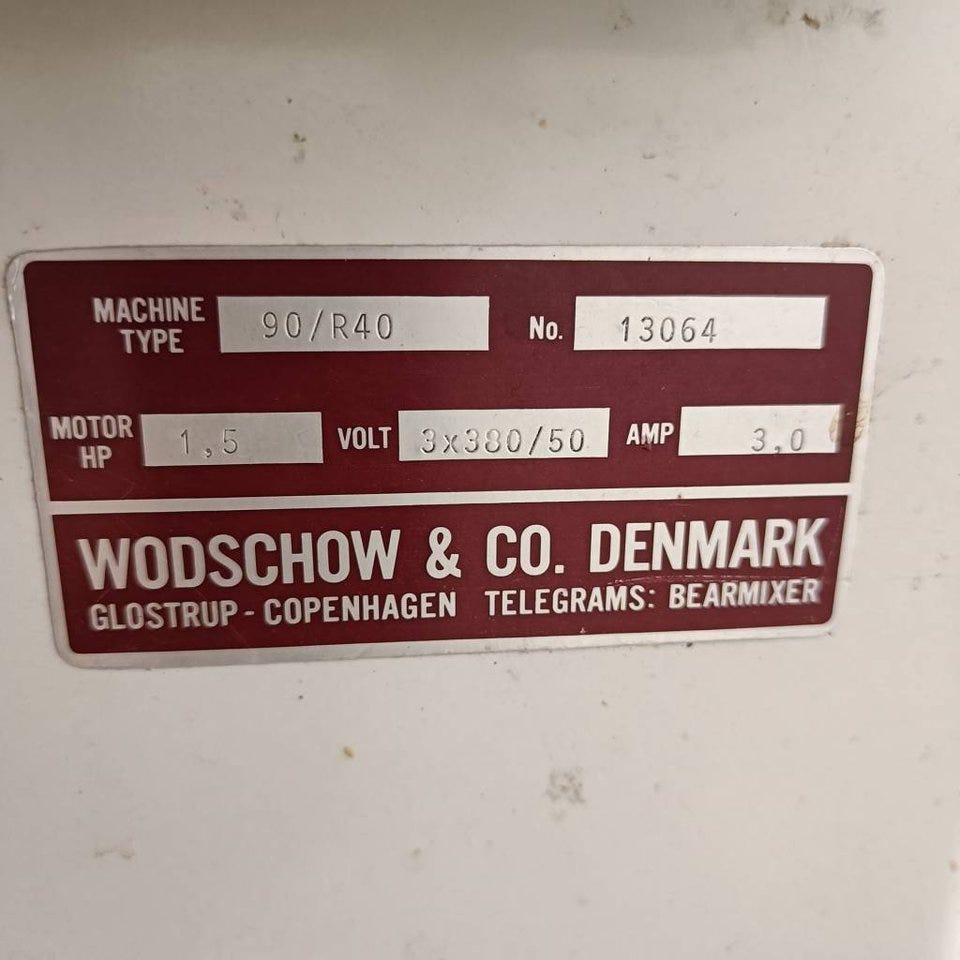 MACHINE TYPE 90/R40 No. 13064
MOTOR HP 1,5 VOLT 3x380/50 AMP 3,0
WODSCHOW & CO. DENMARK
GLOSTRUP - COPENHAGEN TELEGRAMS: BEARMIXER